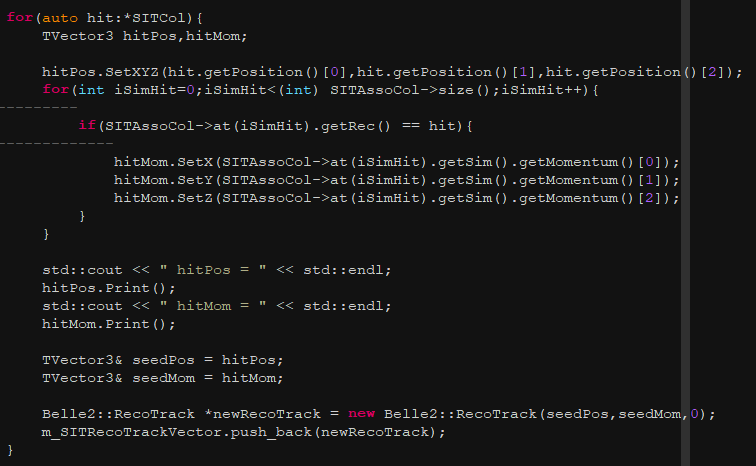 for(auto hit:*SITCol){
    TVector3 hitPos,hitMom;
    hitPos.SetXYZ(hit.getPosition()[0],hit.getPosition()[1],hit.getPosition()[2]);
    for(int iSimHit=0;iSimHit<(int) SITAssoCol->size();iSimHit++){
        if(SITAssoCol->at(iSimHit).getRec() == hit){
            hitMom.SetX(SITAssoCol->at(iSimHit).getSim().getMomentum()[0]);
            hitMom.SetY(SITAssoCol->at(iSimHit).getSim().getMomentum()[1]);
            hitMom.SetZ(SITAssoCol->at(iSimHit).getSim().getMomentum()[2]);
        }
    }
    std::cout << " hitPos = " << std::endl;
    hitPos.Print();
    std::cout << " hitMom = " << std::endl;
    hitMom.Print();
    TVector3& seedPos = hitPos;
    TVector3& seedMom = hitMom;
    Belle2::RecoTrack *newRecoTrack = new Belle2::RecoTrack(seedPos,seedMom,0);
    m_SITRecoTrackVector.push_back(newRecoTrack);
}